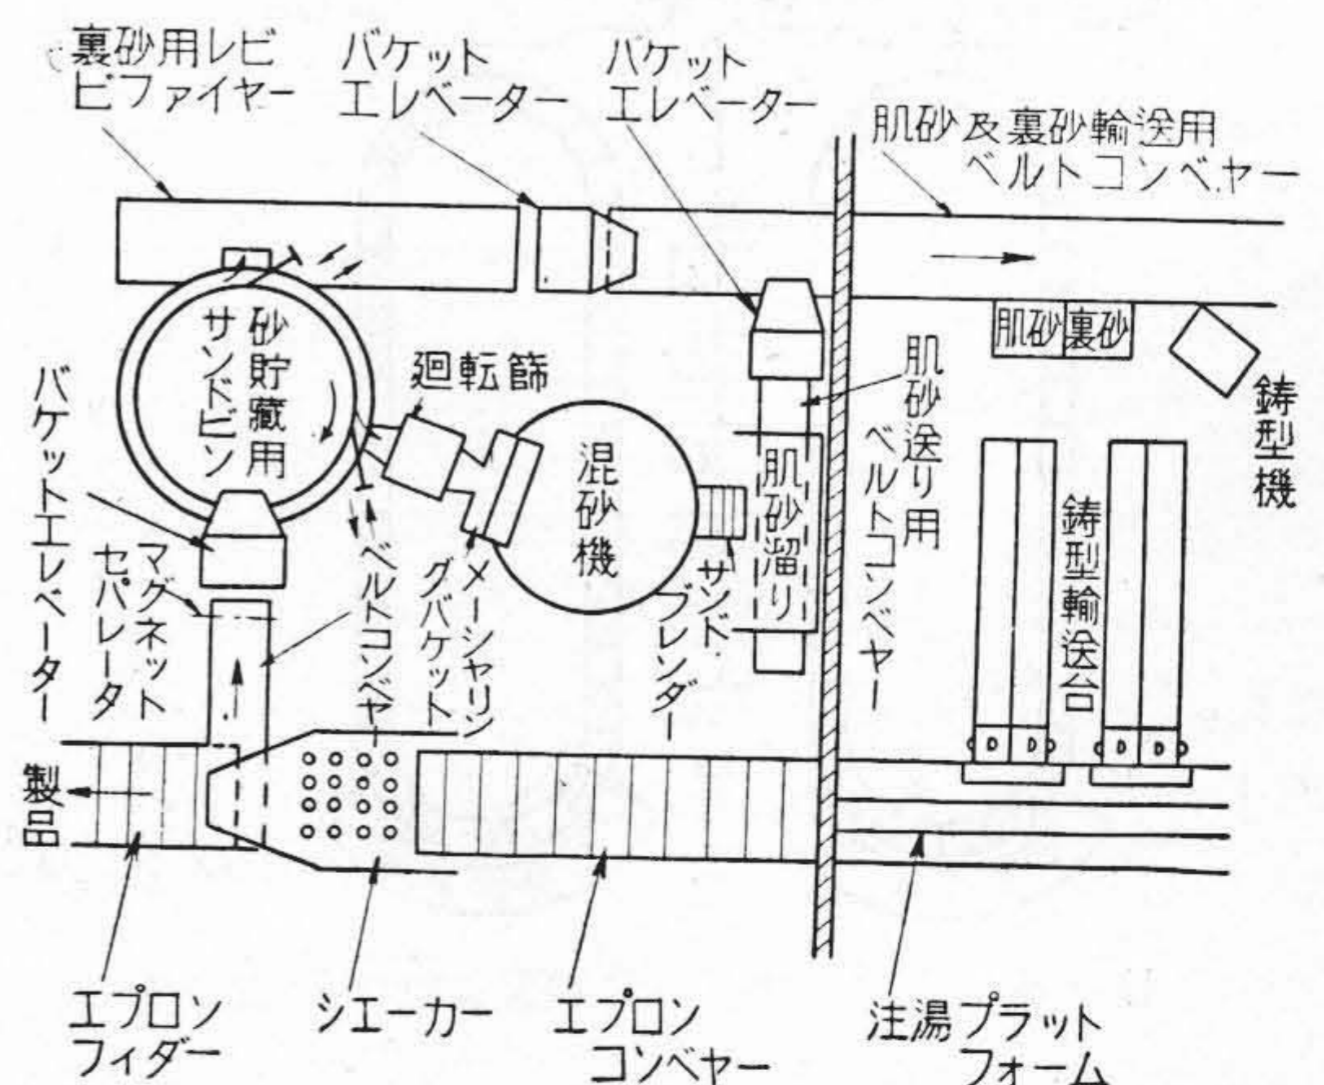 裏砂用レビ
ビファイヤー
バケット
エレベーター
バケット
エレベーター
肌砂及裏砂輸送用
ベルトコンベヤー
砂貯蔵用
サンドビン
廻転篩
混砂機
肌砂溜り
肌砂送り用
ベルトコンベヤー
肌砂
裏砂
鋳型機
鋳型輸送台
バケットエレベーター
マグネット
セパレータ
ベルトコンベヤ
メーシャリン
グバケット
サンド
ブレンダー
製品
エプロン
フィダー
シエーカー
エプロン
コンベヤー
注湯プラット
フォーム